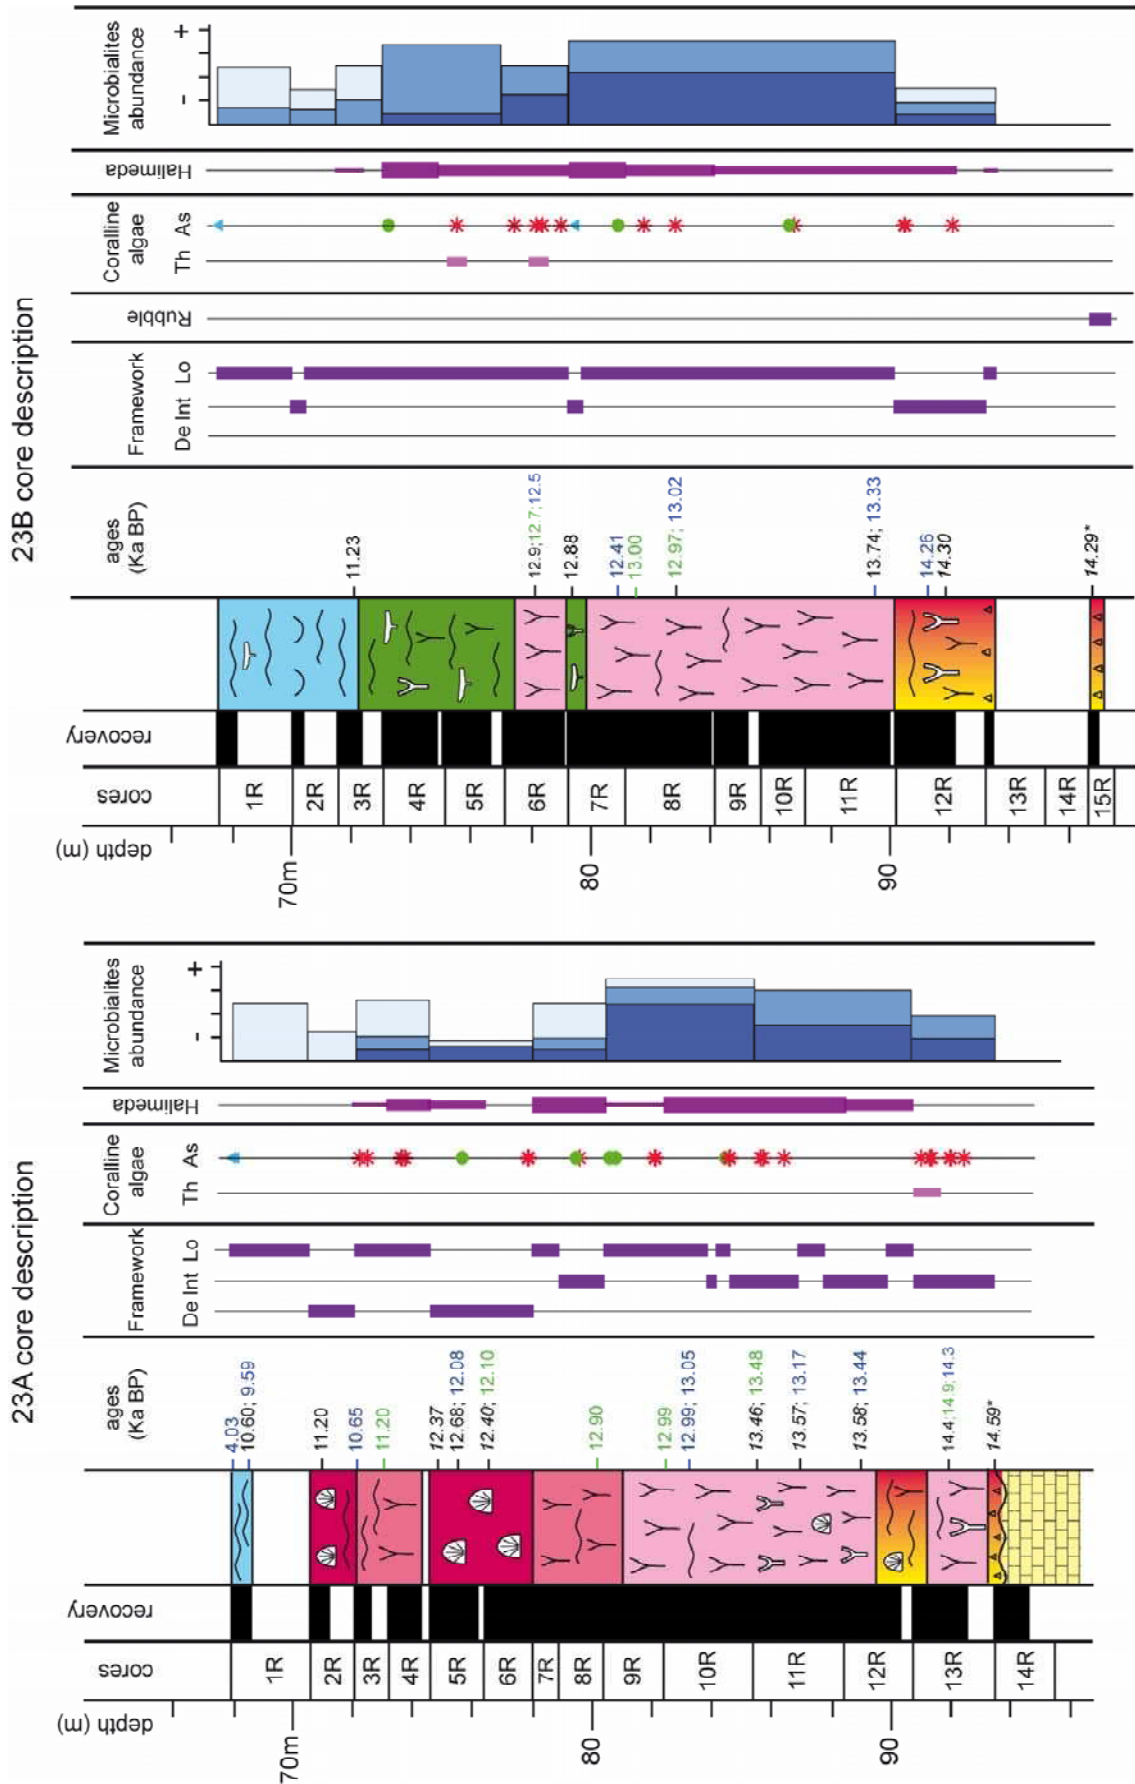 23A core description
depth (m)
70m
80
90
cores
1R
2R
3R
4R
5R
6R
7R
8R
9R
10R
11R
12R
13R
14R
recovery
ages
(Ka BP)
4.03
10.60; 9.59
11.20
10.65
11.20
12.37
12.68; 12.08
12.40; 12.10
12.90
12.99
12.99; 13.05
13.46; 13.48
13.57; 13.17
13.58; 13.44
14.4;14.9;14.3
14.59*
Framework
De Int Lo
Coralline
algae
Th As
Halimeda
Microbialites
abundance
- +
23B core description
depth (m)
70m
80
90
cores
1R
2R
3R
4R
5R
6R
7R
8R
9R
10R
11R
12R
13R
14R
15R
recovery
ages
(Ka BP)
11.23
12.9;12.7;12.5
12.88
12.41
13.00
12.97; 13.02
13.74; 13.33
14.26
14.30
14.29*
Framework
De Int Lo
Rubble
Coralline
algae
Th As
Halimeda
Microbialites
abundance
- +